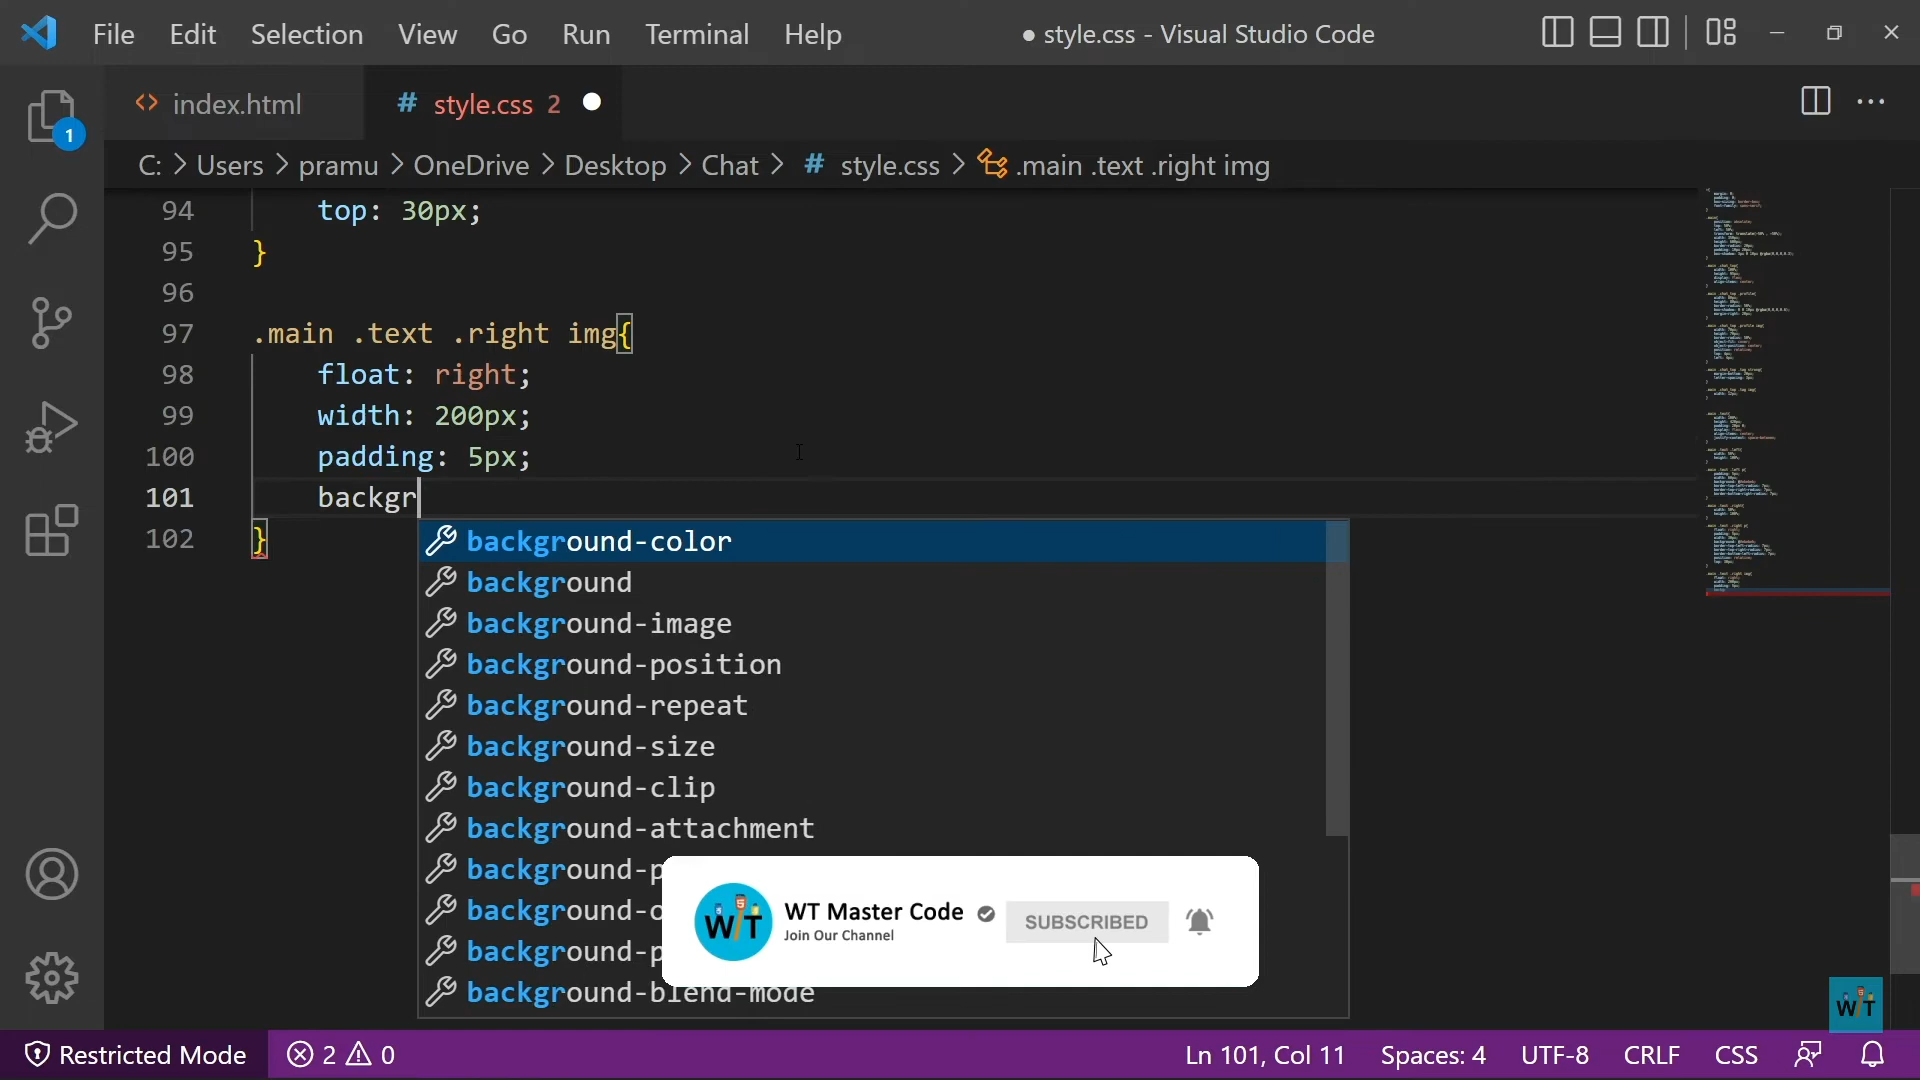 File Edit Selection View Go Run Terminal Help ● style.css - Visual Studio Code
<> index.html # style.css 2 ●
1
C: > Users > pramu > OneDrive > Desktop > Chat > # style.css > .main .text .right img
94 top: 30px;
95 }
96
97 .main .text .right img{
98 float: right;
99 width: 200px;
100 padding: 5px;
101 backgr
102 }
background-color
background
background-image
background-position
background-repeat
background-size
background-clip
background-attachment
background-p
background-o
background-p
background-blend-mode
WT Master Code
Join Our Channel
SUBSCRIBED
WT
WT
Restricted Mode 2 0 Ln 101, Col 11 Spaces: 4 UTF-8 CRLF CSS